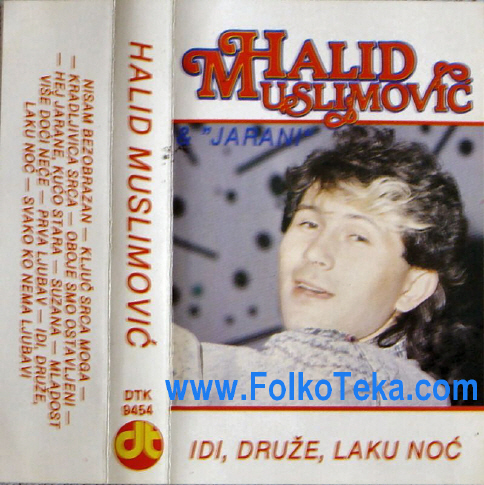 HALID
MUSLIMOVIĆ
& "JARANI"
www.FolkoTeka.com
IDI, DRUŽE, LAKU NOĆ
HALID MUSLIMOVIĆ
DTK
9454
dt
NISAM BEZOBRAZAN — KLJUČ SRCA MOGA —
— KRADLJIVICA SRCA — OBOJE SMO OSTAVLJENI —
— HEJ JARANE, KUĆO STARA — SUZANA — MLADOST
VIŠE DOĆI NEĆE — PRVA LJUBAV — IDI, DRUŽE,
LAKU NOĆ — SVAKO KO NEMA LJUBAVI